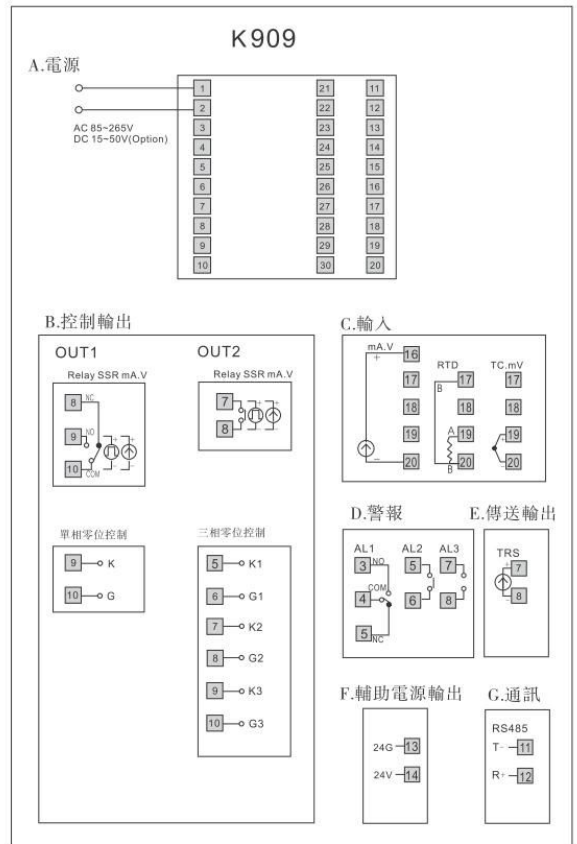 K909
A.電源
AC 85~265V
DC 15~50V(Option)
1 21 11
2 22 12
3 23 13
4 24 14
5 25 15
6 26 16
7 27 17
8 28 18
9 29 19
10 30 20
B.控制輸出
OUT1
Relay SSR mA.V
8 NC
9 NO
10 COM
+ +
- -
OUT2
Relay SSR mA.V
7
8
+ +
- -
單相零位控制
9 K
10 G
三相零位控制
5 K1
6 G1
7 K2
8 G2
9 K3
10 G3
C.輸入
mA.V
+
-
16
17
18
19
20
RTD
B
17
18
A 19
B 20
TC.mV
17
18
+ 19
- 20
D.警報
AL1
3 NO
4 COM
5 NC
AL2
5
6
AL3
7
8
E.傳送輸出
TRS
+ 7
- 8
F.輔助電源輸出
24G 13
24V 14
G.通訊
RS485
T- 11
R+ 12